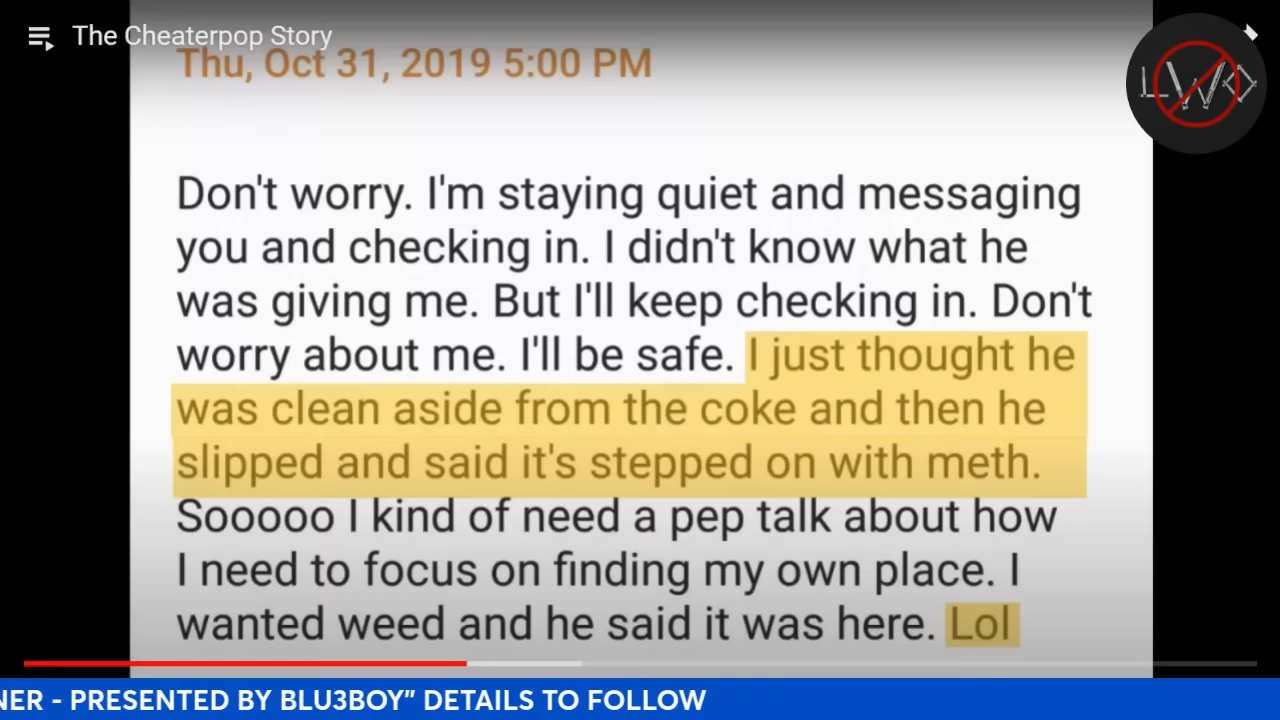 The Cheaterpop Story
LWO
Thu, Oct 31, 2019 5:00 PM
Don't worry. I'm staying quiet and messaging
you and checking in. I didn't know what he
was giving me. But I'll keep checking in. Don't
worry about me. I'll be safe. I just thought he
was clean aside from the coke and then he
slipped and said it's stepped on with meth.
Sooooo I kind of need a pep talk about how
I need to focus on finding my own place. I
wanted weed and he said it was here. Lol
NER - PRESENTED BY BLU3BOY” DETAILS TO FOLLOW